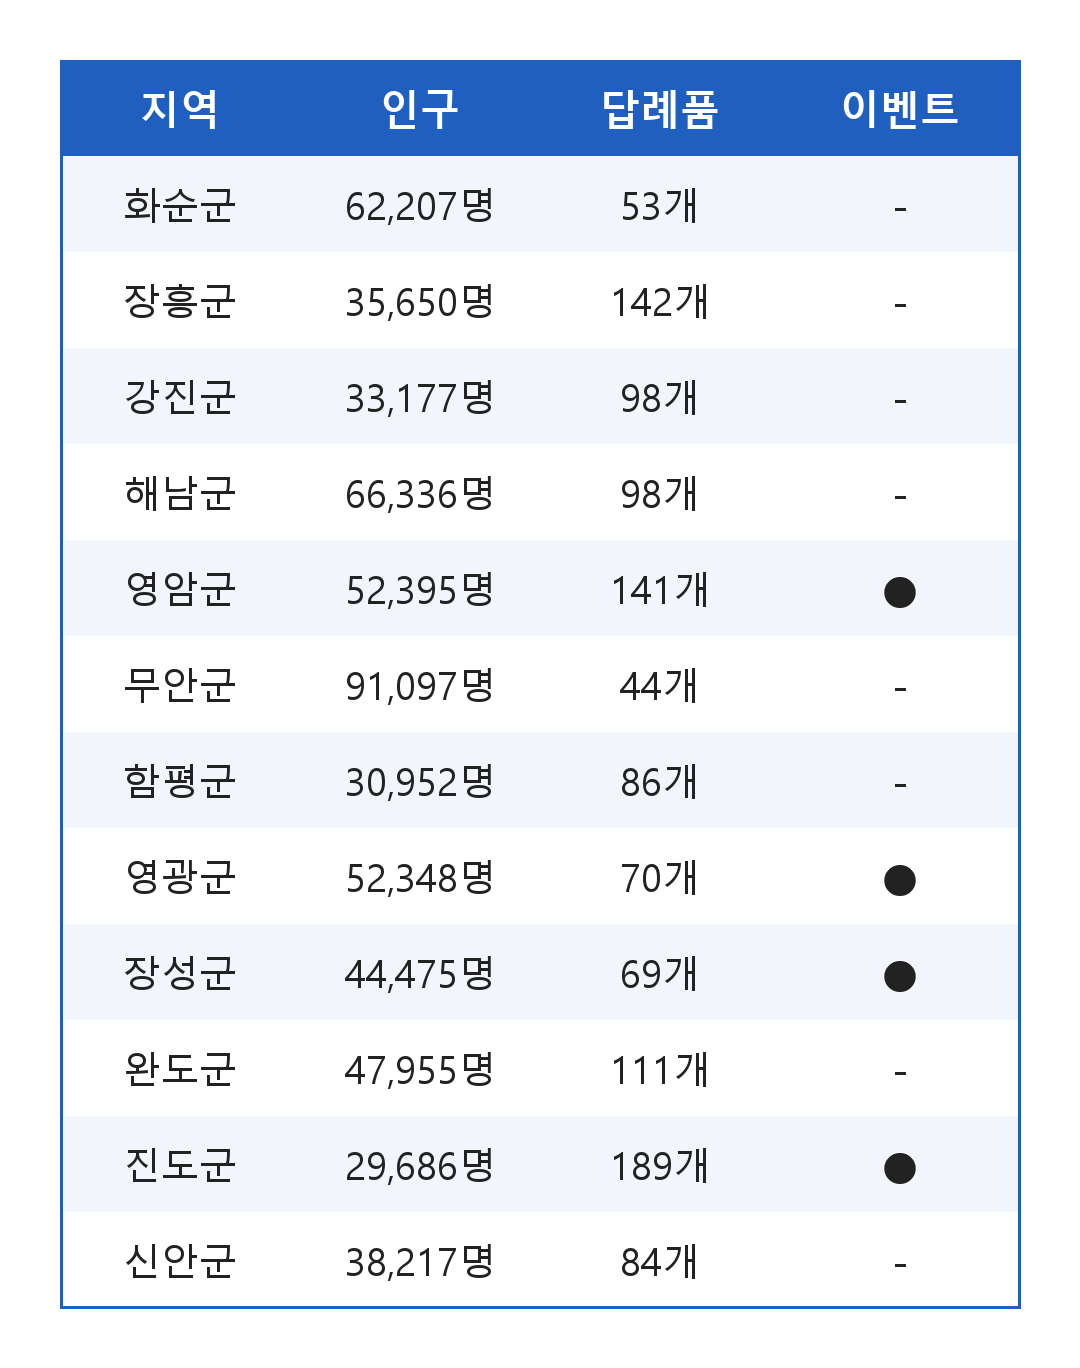 지역 인구 답례품 이벤트
화순군 62,207명 53개 -
장흥군 35,650명 142개 -
강진군 33,177명 98개 -
해남군 66,336명 98개 -
영암군 52,395명 141개 ●
무안군 91,097명 44개 -
함평군 30,952명 86개 -
영광군 52,348명 70개 ●
장성군 44,475명 69개 ●
완도군 47,955명 111개 -
진도군 29,686명 189개 ●
신안군 38,217명 84개 -